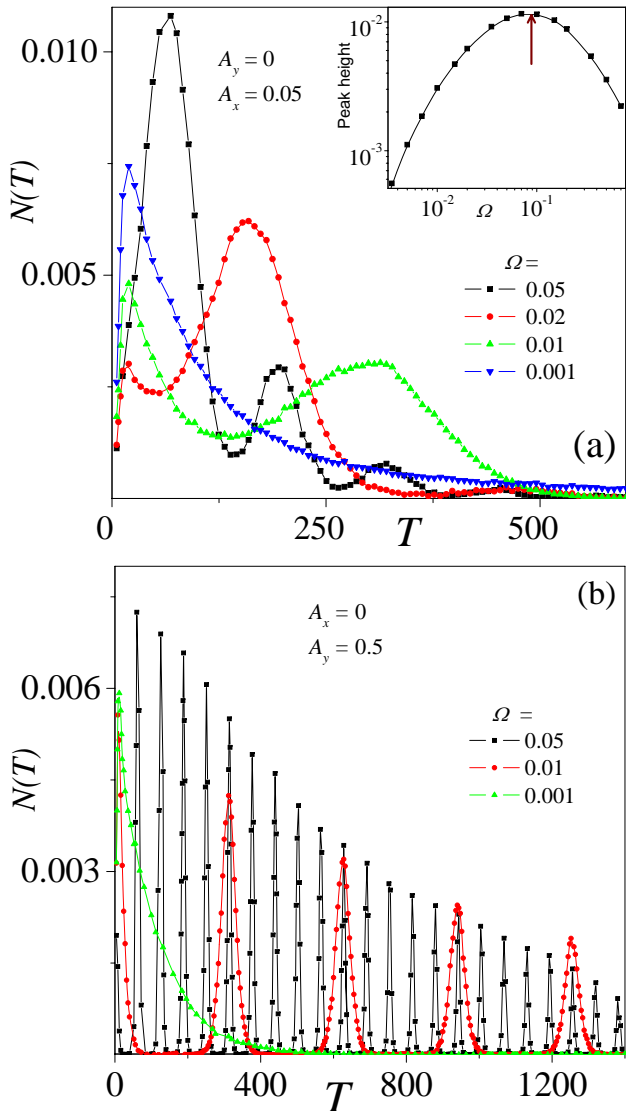 0.010
0.005
N(T)
A_y = 0
A_x = 0.05
10^-2
10^-3
Peak height
10^-2
10^-1
Ω
Ω =
0.05
0.02
0.01
0.001
(a)
0
250
500
T
(b)
A_x = 0
A_y = 0.5
0.006
0.003
N(T)
Ω =
0.05
0.01
0.001
0
400
800
1200
T